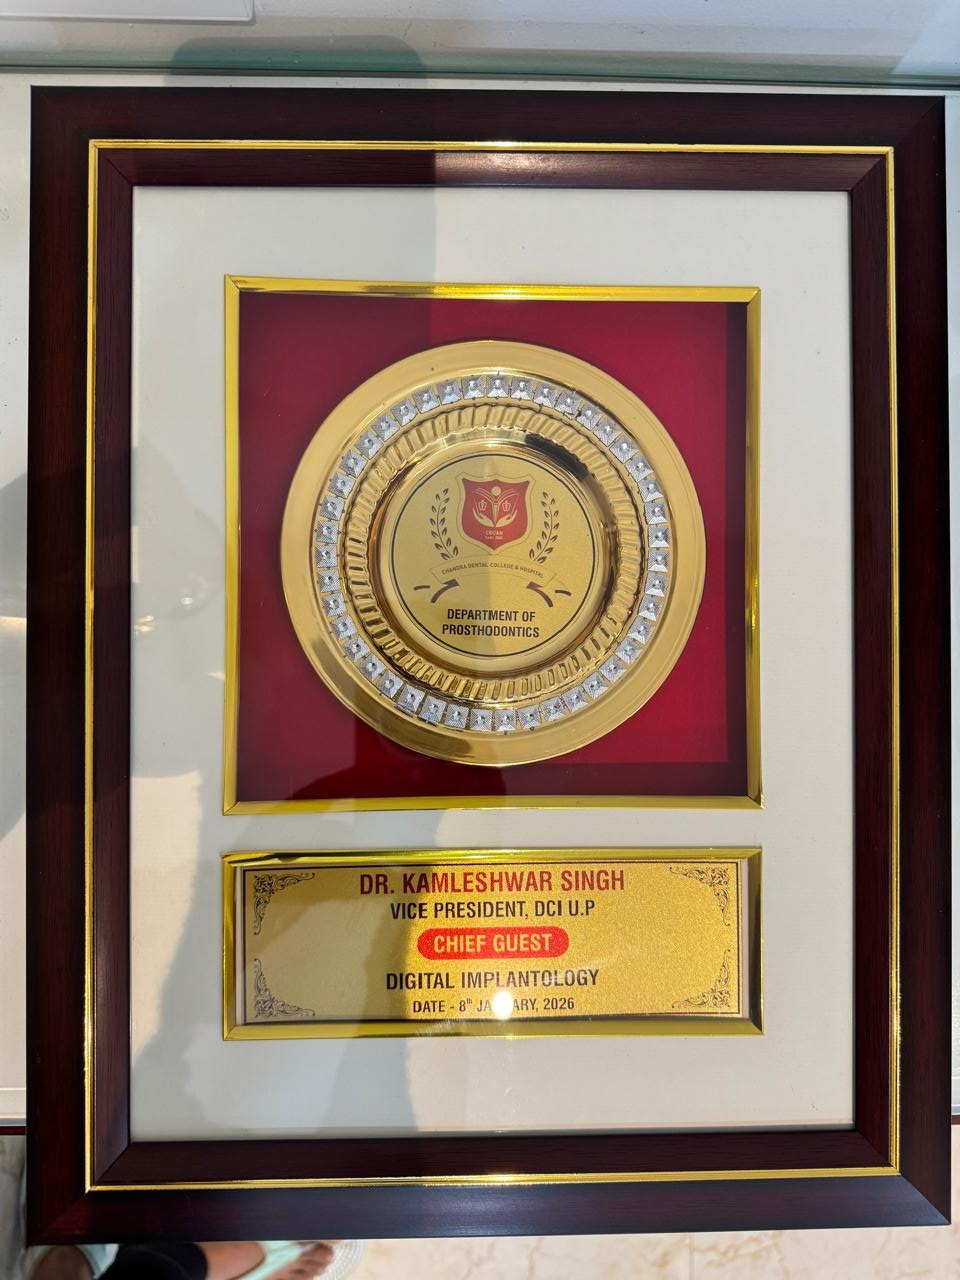 CDC&H
CHANDRA DENTAL COLLEGE & HOSPITAL
DEPARTMENT OF
PROSTHODONTICS
DR. KAMLESHWAR SINGH
VICE PRESIDENT, DCI U.P
CHIEF GUEST
DIGITAL IMPLANTOLOGY
DATE - 8th JANUARY, 2026